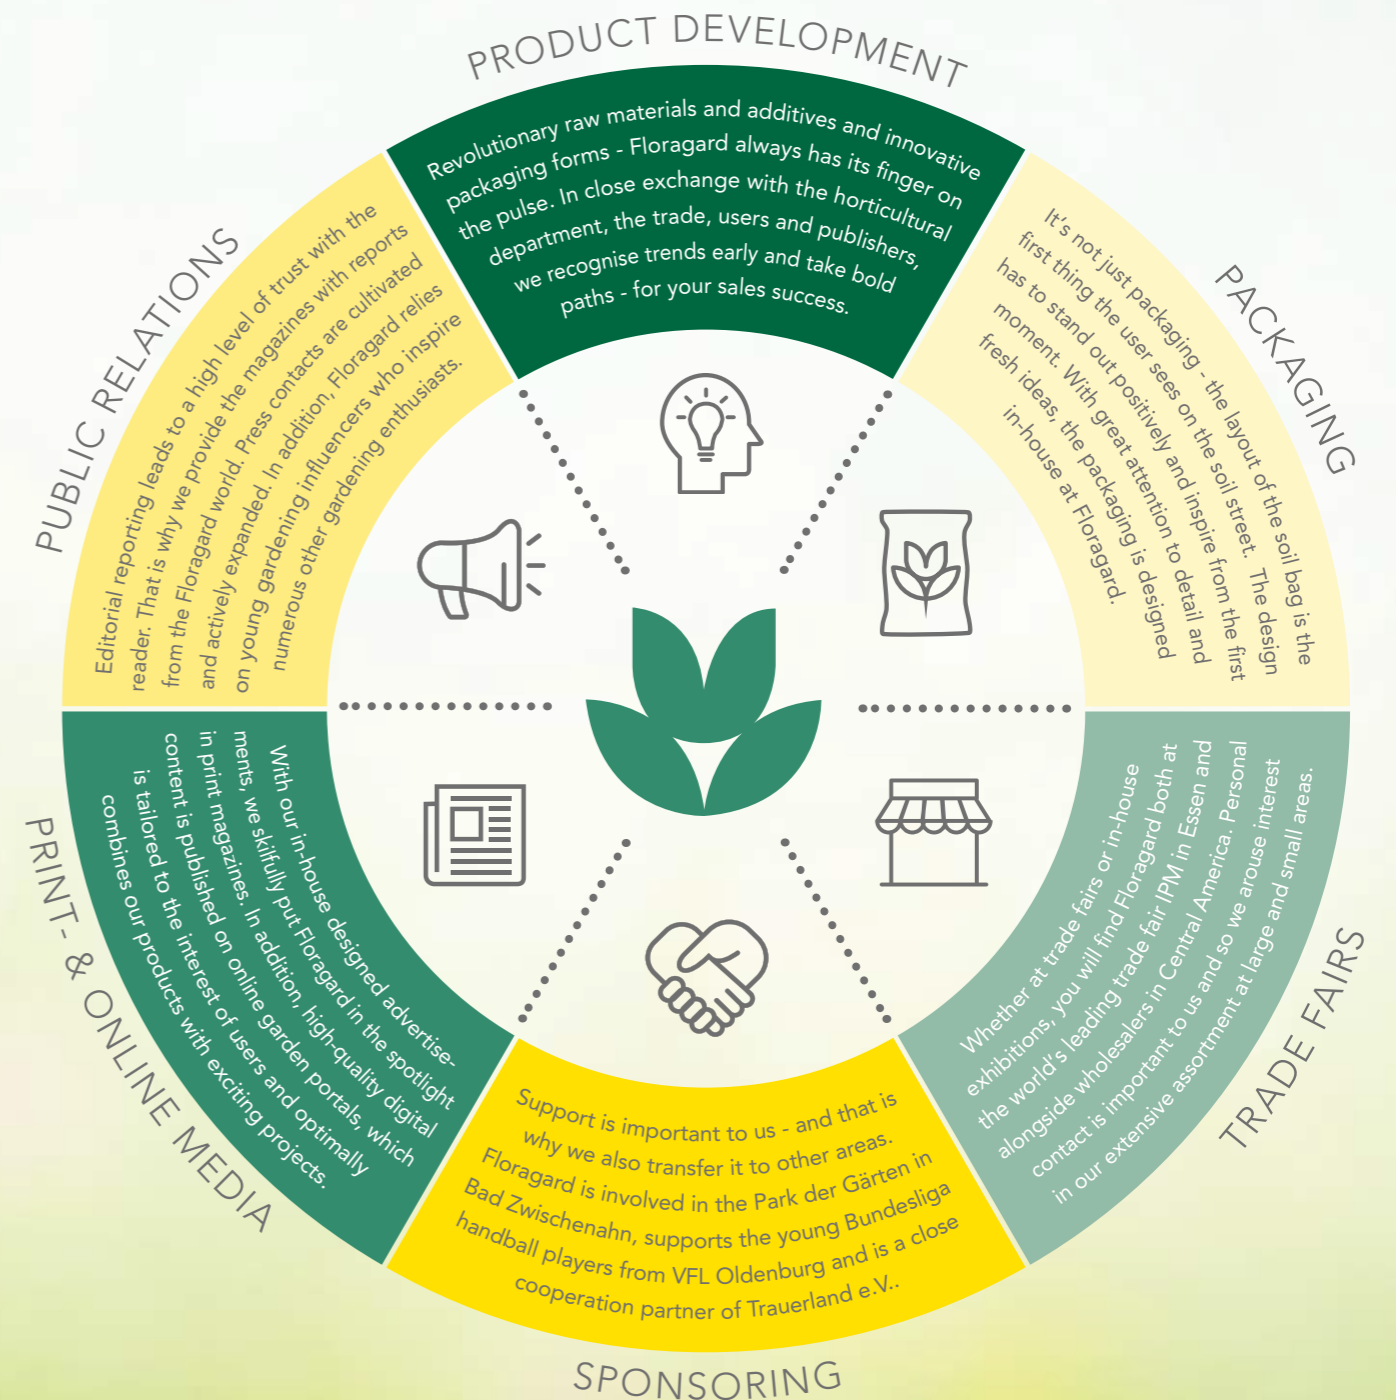 PRODUCT DEVELOPMENT
Revolutionary raw materials and additives and innovative
packaging forms - Floragard always has its finger on
the pulse. In close exchange with the horticultural
department, the trade, users and publishers,
we recognise trends early and take bold
paths - for your sales success.
PACKAGING
It's not just packaging - the layout of the soil bag is the
first thing the user sees on the soil street. The design
has to stand out positively and inspire from the first
moment. With great attention to detail and
fresh ideas, the packaging is designed
in-house at Floragard.
TRADE FAIRS
Whether at trade fairs or in-house
exhibitions, you will find Floragard both at
the world's leading trade fair IPM in Essen and
alongside wholesalers in Central America. Personal
contact is important to us and so we arouse interest
in our extensive assortment at large and small areas.
SPONSORING
Support is important to us - and that is
why we also transfer it to other areas.
Floragard is involved in the Park der Gärten in
Bad Zwischenahn, supports the young Bundesliga
handball players from VFL Oldenburg and is a close
cooperation partner of Trauerland e.V..
PRINT- & ONLINE MEDIA
With our in-house designed advertise-
ments, we skilfully put Floragard in the spotlight
in print magazines. In addition, high-quality digital
content is published on online garden portals, which
is tailored to the interest of users and optimally
combines our products with exciting projects.
PUBLIC RELATIONS
Editorial reporting leads to a high level of trust with the
reader. That is why we provide the magazines with reports
from the Floragard world. Press contacts are cultivated
and actively expanded. In addition, Floragard relies
on young gardening influencers who inspire
numerous other gardening enthusiasts.